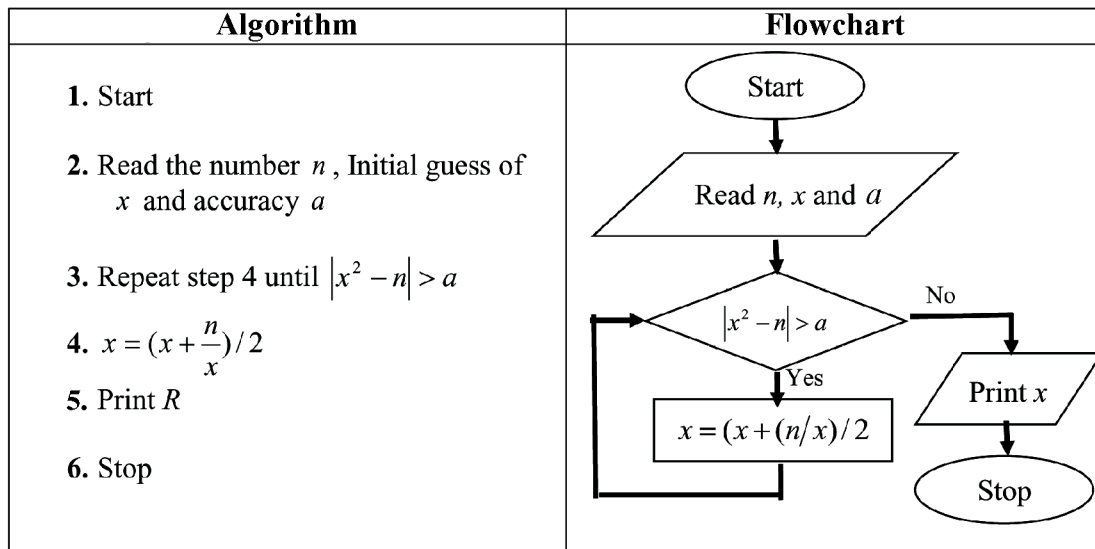 Algorithm
1. Start
2. Read the number n , Initial guess of
x and accuracy a
3. Repeat step 4 until |x² − n| > a
4. x = (x + n/x) / 2
5. Print R
6. Stop
Flowchart
Start
Read n, x and a
|x² − n| > a
No
Yes
x = (x + (n/x) / 2
Print x
Stop